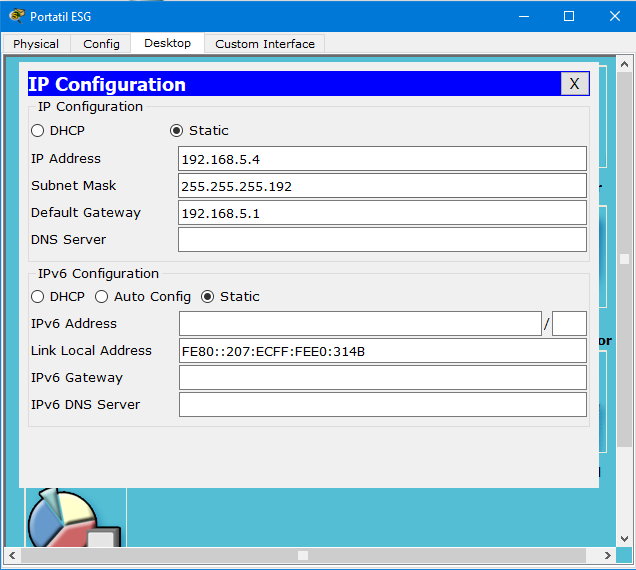 Portatil ESG
Physical Config Desktop Custom Interface
IP Configuration X
IP Configuration
DHCP Static
IP Address 192.168.5.4
Subnet Mask 255.255.255.192
Default Gateway 192.168.5.1
DNS Server
IPv6 Configuration
DHCP Auto Config Static
IPv6 Address /
Link Local Address FE80::207:ECFF:FEE0:314B
IPv6 Gateway
IPv6 DNS Server
or